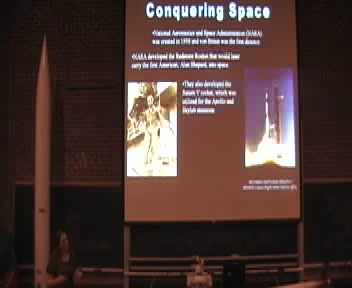 Conquering Space
•National Aeronautics and Space Administration (NASA)
was created in 1958 and von Braun was the first director.
•NASA developed the Redstone Rocket that would later
carry the first American, Alan Shepard, into space.
•They also developed the
Saturn V rocket, which was
utilized for the Apollo and
Skylab missions